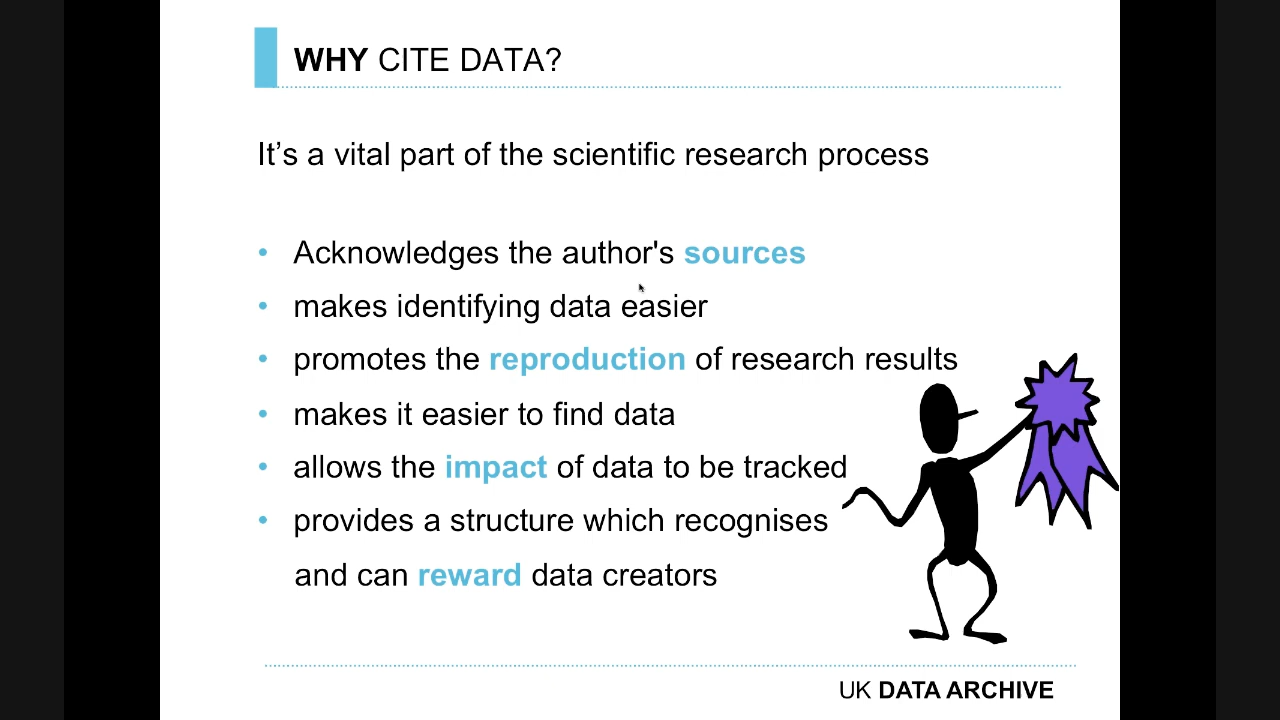 WHY CITE DATA?
It’s a vital part of the scientific research process
• Acknowledges the author's sources
• makes identifying data easier
• promotes the reproduction of research results
• makes it easier to find data
• allows the impact of data to be tracked
• provides a structure which recognises
and can reward data creators
UK DATA ARCHIVE